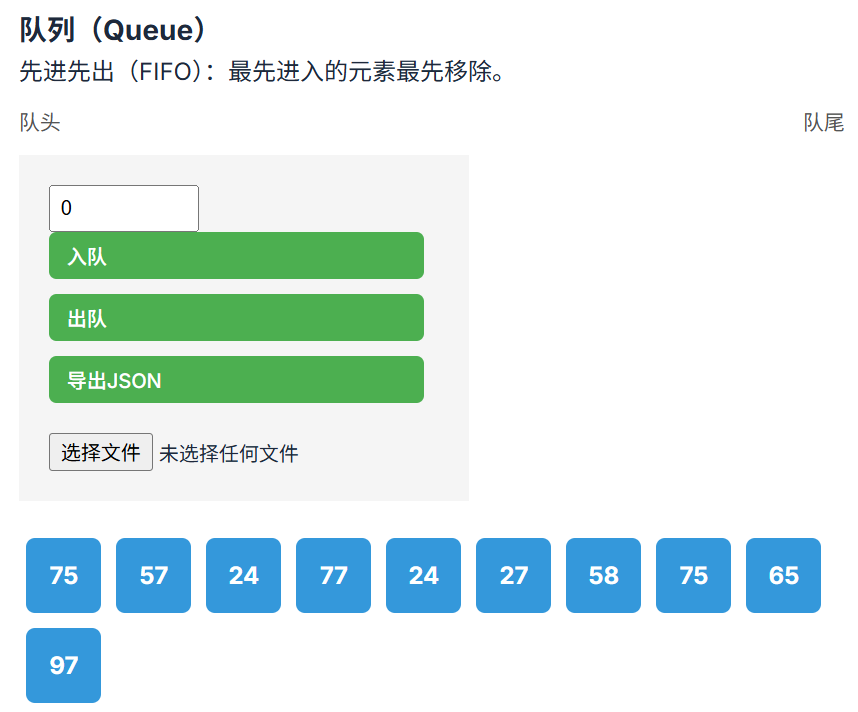 队列（Queue）
先进先出（FIFO）：最先进入的元素最先移除。
队头 队尾
0
入队
出队
导出JSON
选择文件 未选择任何文件
75 57 24 77 24 27 58 75 65
97